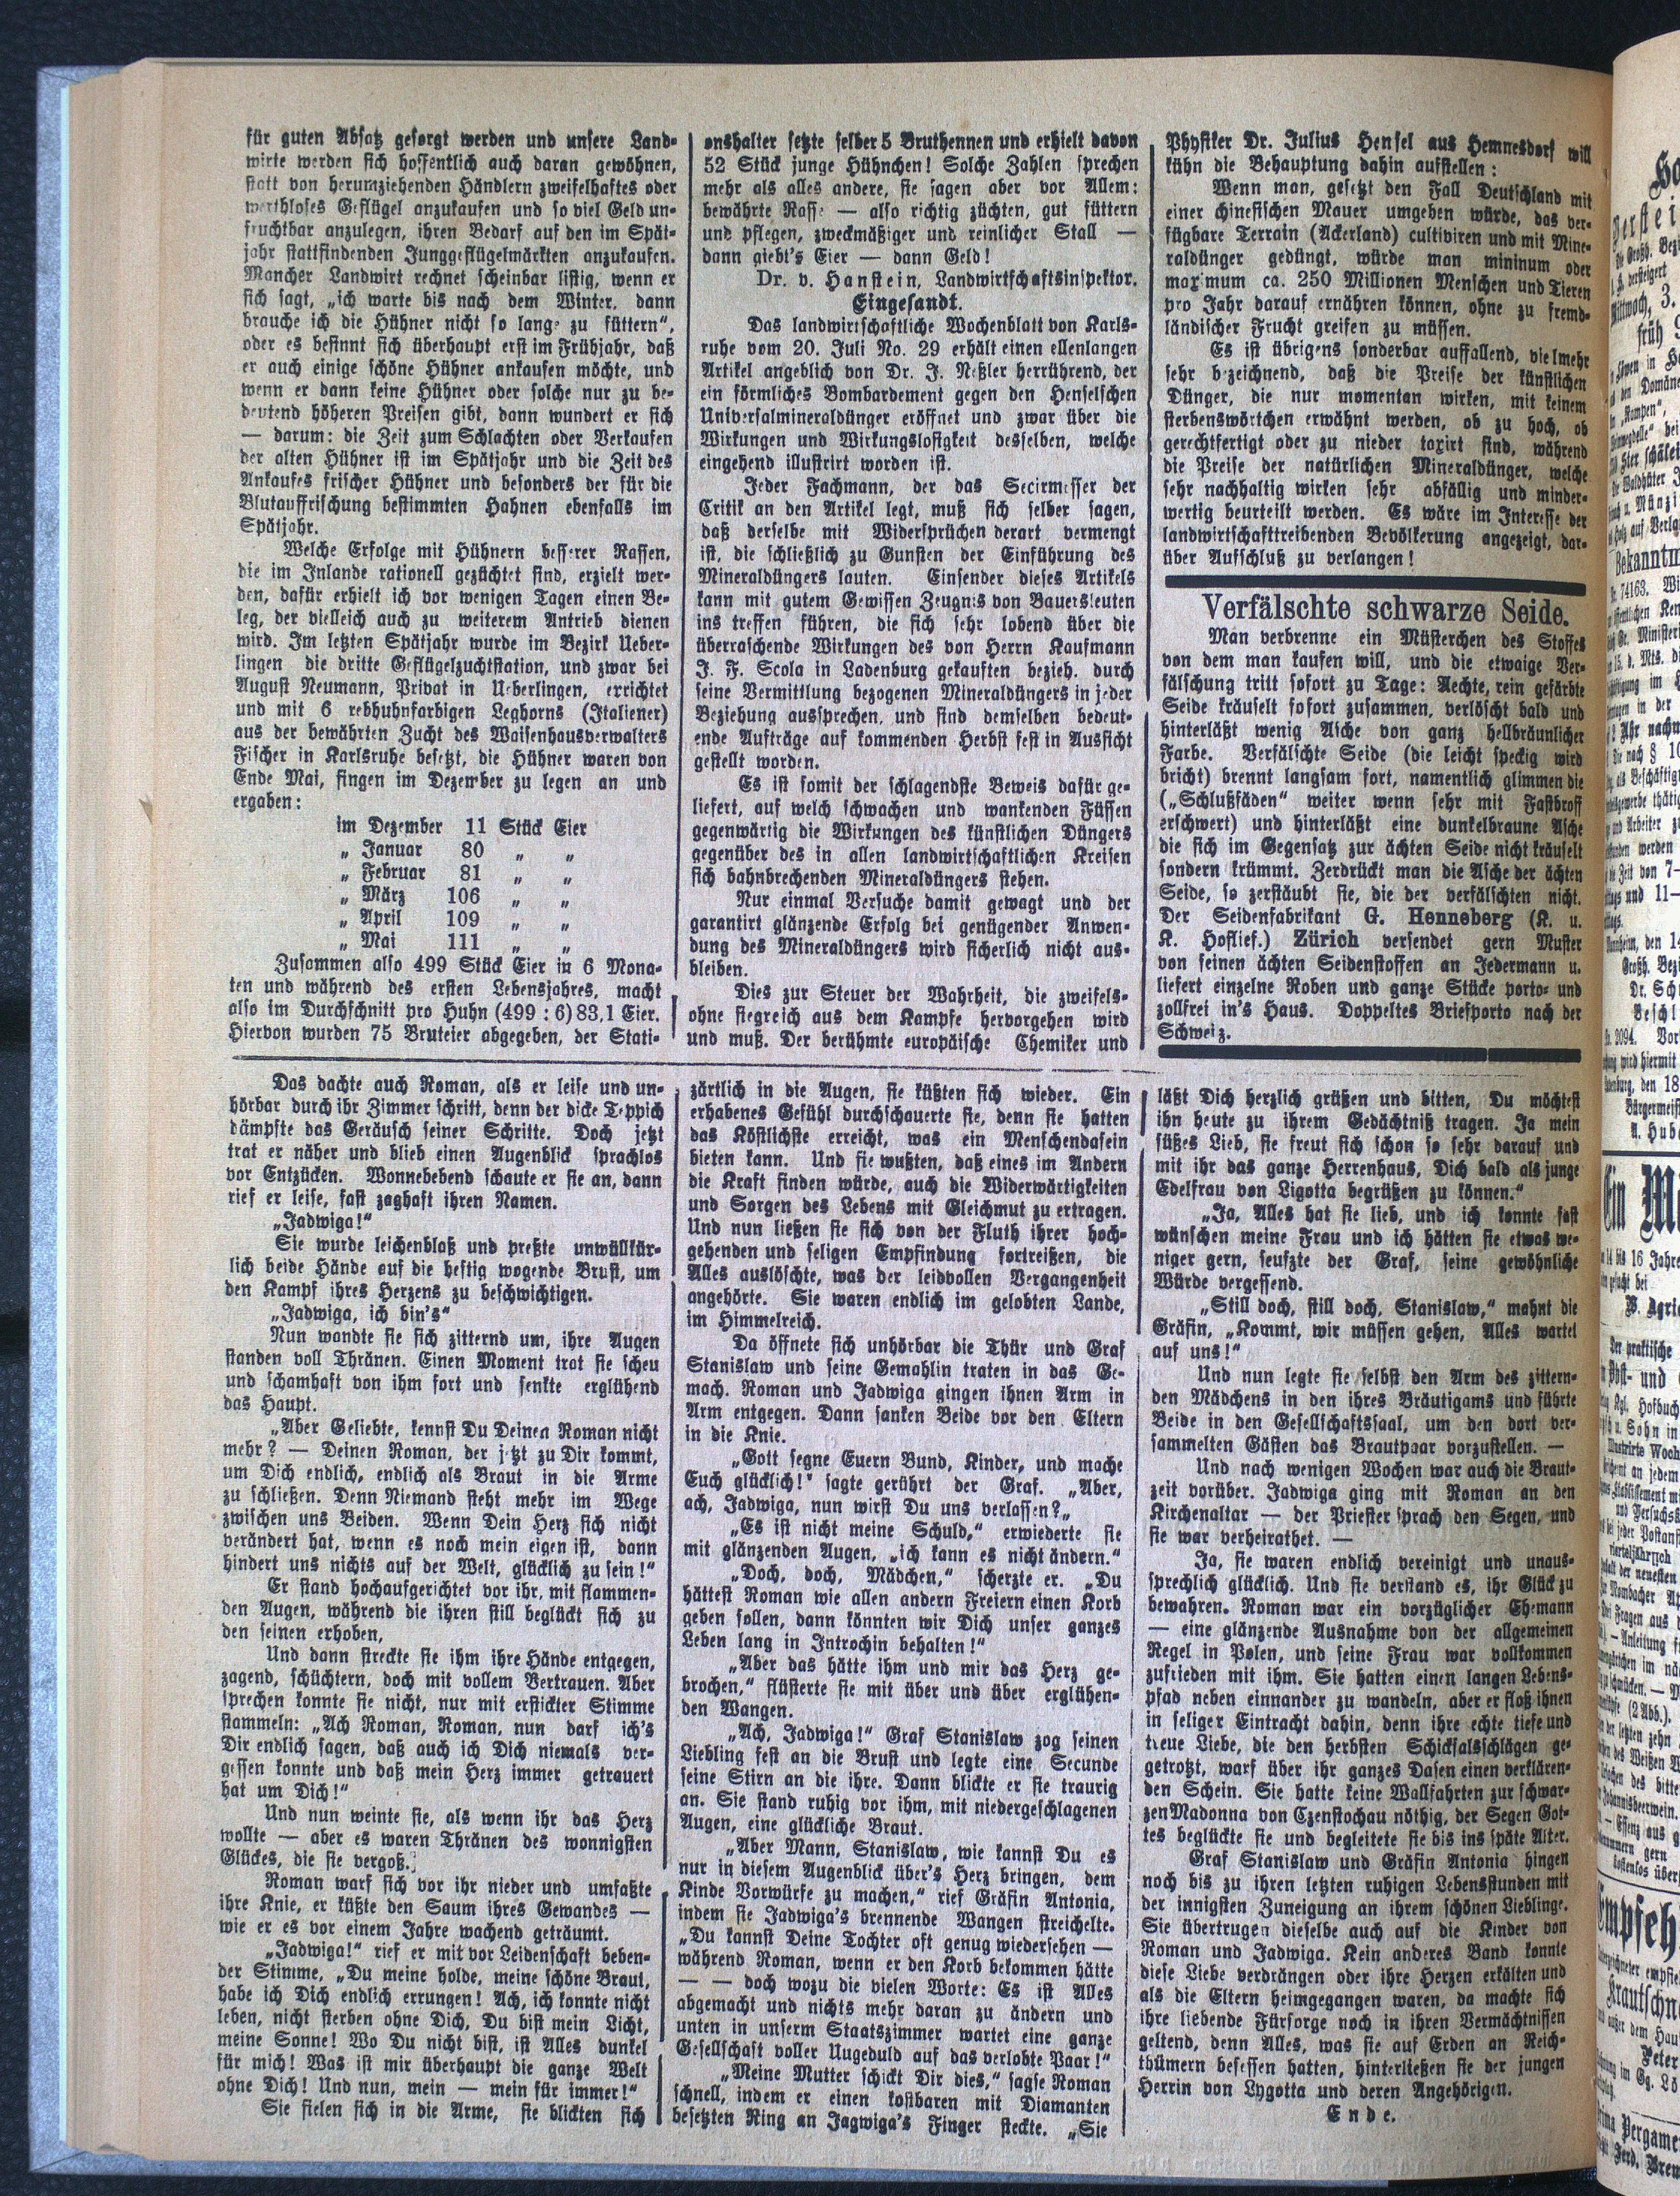 für guten Absatz gesorgt werden und unsere Land-
wirte werden sich hoffentlich auch daran gewöhnen,
statt von herumziehenden Händlern zweifelhaftes oder
werthloses Geflügel anzukaufen und so viel Geld un-
fruchtbar anzulegen, ihren Bedarf auf den im Spät-
jahr stattfindenden Junggeflügelmärkten anzukaufen.
Mancher Landwirt rechnet scheinbar listig, wenn er
sich sagt, „ich warte bis nach dem Winter, dann
brauche ich die Hühner nicht so lange zu füttern“,
oder es besinnt sich überhaupt erst im Frühjahr, daß
er auch einige schöne Hühner ankaufen möchte, und
wenn er dann keine Hühner oder solche nur zu be-
deutend höheren Preisen gibt, dann wundert er sich
— darum: die Zeit zum Schlachten oder Verkaufen
der alten Hühner ist im Spätjahr und die Zeit des
Ankaufes frischer Hühner und besonders der für die
Blutauffrischung bestimmten Hahnen ebenfalls im
Spätjahr.
Welche Erfolge mit Hühnern besserer Rassen,
die im Inlande rationell gezüchtet sind, erzielt wer-
den, dafür erhielt ich vor wenigen Tagen einen Be-
leg, der vielleich auch zu weiterem Antrieb dienen
wird. Im letzten Spätjahr wurde im Bezirk Ueber-
lingen die dritte Geflügelzuchtstation, und zwar bei
August Neumann, Privat in Ueberlingen, errichtet
und mit 6 rebhuhnfarbigen Leghorns (Italiener)
aus der bewährten Zucht des Waisenhausverwalters
Fischer in Karlsruhe besetzt, die Hühner waren von
Ende Mai, fingen im Dezember zu legen an und
ergaben:
im Dezember 11 Stück Eier
„ Januar 80 „ „
„ Februar 81 „ „
„ März 106 „ „
„ April 109 „ „
„ Mai 111 „ „
Zusammen also 499 Stück Eier in 6 Mona-
ten und während des ersten Lebensjahres, macht
also im Durchschnitt pro Huhn (499 : 6) 83,1 Eier.
Hiervon wurden 75 Bruteier abgegeben, der Stati-
onshalter setzte selber 5 Bruthennen und erhielt davon
52 Stück junge Hühnchen! Solche Zahlen sprechen
mehr als alles andere, sie sagen aber vor Allem:
bewährte Rasse — also richtig züchten, gut füttern
und pflegen, zweckmäßiger und reinlicher Stall —
dann giebt's Eier — dann Geld!
Dr. v. Hanstein, Landwirtschaftsinspektor.
Eingesandt.
Das landwirtschaftliche Wochenblatt von Karls-
ruhe vom 20. Juli No. 29 erhält einen ellenlangen
Artikel angeblich von Dr. J. Neßler herrührend, der
ein förmliches Bombardement gegen den Henselschen
Universalmineraldünger eröffnet und zwar über die
Wirkungen und Wirkungslosigkeit desselben, welche
eingehend illustrirt worden ist.
Jeder Fachmann, der das Secirmesser der
Critik an den Artikel legt, muß sich selber sagen,
daß derselbe mit Widersprüchen derart vermengt
ist, die schließlich zu Gunsten der Einführung des
Mineraldüngers lauten. Einsender dieses Artikels
kann mit gutem Gewissen Zeugnis von Bauersleuten
ins treffen führen, die sich sehr lobend über die
überraschende Wirkungen des von Herrn Kaufmann
J. F. Scola in Ladenburg gekauften bezieh. durch
seine Vermittlung bezogenen Mineraldüngers in jeder
Beziehung aussprechen, und sind demselben bedeut-
ende Aufträge auf kommenden Herbst fest in Aussicht
gestellt worden.
Es ist somit der schlagendste Beweis dafür ge-
liefert, auf welch schwachen und wankenden Füssen
gegenwärtig die Wirkungen des künstlichen Düngers
gegenüber des in allen landwirtschaftlichen Kreisen
sich bahnbrechenden Mineraldüngers stehen.
Nur einmal Versuche damit gewagt und der
garantirt glänzende Erfolg bei genügender Anwen-
dung des Mineraldüngers wird sicherlich nicht aus-
bleiben.
Dies zur Steuer der Wahrheit, die zweifels-
ohne siegreich aus dem Kampfe hervorgehen wird
und muß. Der berühmte europäische Chemiker und
Physiker Dr. Julius Hensel aus Hemnesdorf will
kühn die Behauptung dahin aufstellen:
Wenn man, gesetzt den Fall Deutschland mit
einer chinesischen Mauer umgeben würde, das ver-
fügbare Terrain (Ackerland) cultiviren und mit Mine-
raldünger gedüngt, würde man mininum oder
maximum ca. 250 Millionen Menschen und Tieren
pro Jahr darauf ernähren können, ohne zu fremd-
ländischer Frucht greifen zu müssen.
Es ist übrigens sonderbar auffallend, vielmehr
sehr bezeichnend, daß die Preise der künstlichen
Dünger, die nur momentan wirken, mit keinem
sterbenswörtchen erwähnt werden, ob zu hoch, ob
gerechtfertigt oder zu nieder taxirt sind, während
die Preise der natürlichen Mineraldünger, welche
sehr nachhaltig wirken sehr abfällig und minder-
wertig beurteilt werden. Es wäre im Interesse der
landwirtschafttreibenden Bevölkerung angezeigt, dar-
über Aufschluß zu verlangen!
Verfälschte schwarze Seide.
Man verbrenne ein Müsterchen des Stoffes
von dem man kaufen will, und die etwaige Ver-
fälschung tritt sofort zu Tage: Aechte, rein gefärbte
Seide kräuselt sofort zusammen, verlöscht bald und
hinterläßt wenig Asche von ganz hellbräunlicher
Farbe. Verfälschte Seide (die leicht speckig wird
bricht) brennt langsam fort, namentlich glimmen die
(„Schlußfäden“ weiter wenn sehr mit Fastbroff
erschwert) und hinterläßt eine dunkelbraune Asche
die sich im Gegensatz zur ächten Seide nicht kräuselt
sondern krümmt. Zerdrückt man die Asche der ächten
Seide, so zerstäubt sie, die der verfälschten nicht.
Der Seidenfabrikant G. Henneberg (K. u.
K. Hoflief.) Zürich versendet gern Muster
von seinen ächten Seidenstoffen an Jedermann u.
liefert einzelne Roben und ganze Stücke porto- und
zollfrei in's Haus. Doppeltes Briefporto nach der
Schweiz.
Das dachte auch Roman, als er leise und un-
hörbar durch ihr Zimmer schritt, denn der dicke Teppich
dämpfte das Geräusch seiner Schritte. Doch jetzt
trat er näher und blieb einen Augenblick sprachlos
vor Entzücken. Wonnebebend schaute er sie an, dann
rief er leise, fast zaghaft ihren Namen.
„Jadwiga!“
Sie wurde leichenblaß und preßte unwüllkür-
lich beide Hände auf die heftig wogende Brust, um
den Kampf ihres Herzens zu beschwichtigen.
„Jadwiga, ich bin's“
Nun wandte sie sich zitternd um, ihre Augen
standen voll Thränen. Einen Moment trat sie scheu
und schamhaft von ihm fort und senkte erglühend
das Haupt.
„Aber Geliebte, kennst Du Deinen Roman nicht
mehr? — Deinen Roman, der jetzt zu Dir kommt,
um Dich endlich, endlich als Braut in die Arme
zu schließen. Denn Niemand steht mehr im Wege
zwischen uns Beiden. Wenn Dein Herz sich nicht
verändert hat, wenn es noch mein eigen ist, dann
hindert uns nichts auf der Welt, glücklich zu sein!“
Er stand hochaufgerichtet vor ihr, mit flammen-
den Augen, während die ihren still beglückt sich zu
den seinen erhoben,
Und dann streckte sie ihm ihre Hände entgegen,
zagend, schüchtern, doch mit vollem Vertrauen. Aber
sprechen konnte sie nicht, nur mit erstickter Stimme
stammeln: „Ach Roman, Roman, nun darf ich's
Dir endlich sagen, daß auch ich Dich niemals ver-
gessen konnte und daß mein Herz immer getrauert
hat um Dich!“
Und nun weinte sie, als wenn ihr das Herz
wollte — aber es waren Thränen des wonnigsten
Glückes, die sie vergoß.
Roman warf sich vor ihr nieder und umfaßte
ihre Knie, er küßte den Saum ihres Gewandes —
wie er es vor einem Jahre wachend geträumt.
„Jadwiga!“ rief er mit vor Leidenschaft beben-
der Stimme, „Du meine holde, meine schöne Braut,
habe ich Dich endlich errungen! Ach, ich konnte nicht
leben, nicht sterben ohne Dich, Du bist mein Licht,
meine Sonne! Wo Du nicht bist, ist Alles dunkel
für mich! Was ist mir überhaupt die ganze Welt
ohne Dich! Und nun, mein — mein für immer!“
Sie fielen sich in die Arme, sie blickten sich
zärtlich in die Augen, sie küßten sich wieder. Ein
erhabenes Gefühl durchschauerte sie, denn sie hatten
das Köstlichste erreicht, was ein Menschendasein
bieten kann. Und sie wußten, daß eines im Andern
die Kraft finden würde, auch die Widerwärtigkeiten
und Sorgen des Lebens mit Gleichmut zu ertragen.
Und nun ließen sie sich von der Fluth ihrer hoch-
gehenden und seligen Empfindung fortreißen, die
Alles auslöschte, was der leidvollen Vergangenheit
angehörte. Sie waren endlich im gelobten Lande,
im Himmelreich.
Da öffnete sich unhörbar die Thür und Graf
Stanislaw und seine Gemahlin traten in das Ge-
mach. Roman und Jadwiga gingen ihnen Arm in
Arm entgegen. Dann sanken Beide vor den Eltern
in die Knie.
„Gott segne Euern Bund, Kinder, und mache
Euch glücklich!“ sagte gerührt der Graf. „Aber,
ach, Jadwiga, nun wirst Du uns verlassen?„
„Es ist nicht meine Schuld,“ erwiederte sie
mit glänzenden Augen, „ich kann es nicht ändern.“
„Doch, doch, Mädchen,“ scherzte er. „Du
hättest Roman wie allen andern Freiern einen Korb
geben sollen, dann könnten wir Dich unser ganzes
Leben lang in Introchin behalten!“
„Aber das hätte ihm und mir das Herz ge-
brochen,“ flüsterte sie mit über und über erglühen-
den Wangen.
„Ach, Jadwiga!“ Graf Stanislaw zog seinen
Liebling fest an die Brust und legte eine Secunde
seine Stirn an die ihre. Dann blickte er sie traurig
an. Sie stand ruhig vor ihm, mit niedergeschlagenen
Augen, eine glückliche Braut.
„Aber Mann, Stanislaw, wie kannst Du es
nur in diesem Augenblick über's Herz bringen, dem
Kinde Vorwürfe zu machen,“ rief Gräfin Antonia,
indem sie Jadwiga's brennende Wangen streichelte.
„Du kannst Deine Tochter oft genug wiedersehen —
während Roman, wenn er den Korb bekommen hätte
— — doch wozu die vielen Worte: Es ist Alles
abgemacht und nichts mehr daran zu ändern und
unten in unserm Staatszimmer wartet eine ganze
Gesellschaft voller Uugeduld auf das verlobte Paar!“
„Meine Mutter schickt Dir dies,“ sagse Roman
schnell, indem er einen kostbaren mit Diamanten
besetzten Ring an Jagwiga's Finger steckte. „Sie
läßt Dich herzlich grüßen und bitten, Du möchtest
ihn heute zu ihrem Gedächtniß tragen. Ja mein
süßes Lieb, sie freut sich schon so sehr darauf und
mit ihr das ganze Herrenhaus, Dich bald als junge
Edelfrau von Ligotta begrüßen zu können.“
„Ja, Alles hat sie lieb, und ich konnte fast
wünschen meine Frau und ich hätten sie etwas we-
niger gern, seufzte der Graf, seine gewöhnliche
Würde vergessend.
„Still doch, still doch, Stanislaw,“ mahnt die
Gräfin, „Kommt, wir müssen gehen, Alles wartel
auf uns!“
Und nun legte sie selbst den Arm des zittern-
den Mädchens in den ihres Bräutigams und führte
Beide in den Gesellschaftssaal, um den dort ver-
sammelten Gästen das Brautpaar vorzustellen. —
Und nach wenigen Wochen war auch die Braut-
zeit vorüber. Jadwiga ging mit Roman an den
Kirchenaltar — der Priester sprach den Segen, und
sie war verheirathet. —
Ja, sie waren endlich vereinigt und unaus-
sprechlich glücklich. Und sie verstand es, ihr Glück zu
bewahren. Roman war ein vorzüglicher Ehemann
— eine glänzende Ausnahme von der allgemeinen
Regel in Polen, und seine Frau war vollkommen
zufrieden mit ihm. Sie hatten einen langen Lebens-
pfad neben einnander zu wandeln, aber er floß ihnen
in seliger Eintracht dahin, denn ihre echte tiefe und
treue Liebe, die den herbsten Schicksalsschlägen ge-
getrotzt, warf über ihr ganzes Dasen einen verklären-
den Schein. Sie hatte keine Wallfahrten zur schwar-
zen Madonna von Czenstochau nöthig, der Segen Got-
tes beglückte sie und begleitete sie bis ins späte Alter.
Graf Stanislaw und Gräfin Antonia hingen
noch bis zu ihren letzten ruhigen Lebensstunden mit
der innigsten Zuneigung an ihrem schönen Lieblinge.
Sie übertrugen dieselbe auch auf die Kinder von
Roman und Jadwiga. Kein anderes Band konnte
diese Liebe verdrängen oder ihre Herzen erkälten und
als die Eltern heimgegangen waren, da machte sich
ihre liebende Fürsorge noch in ihren Vermächtnissen
geltend, denn Alles, was sie auf Erden an Reich-
thümern besessen hatten, hinterließen sie der jungen
Herrin von Lygotta und deren Angehörigen.
Ende.